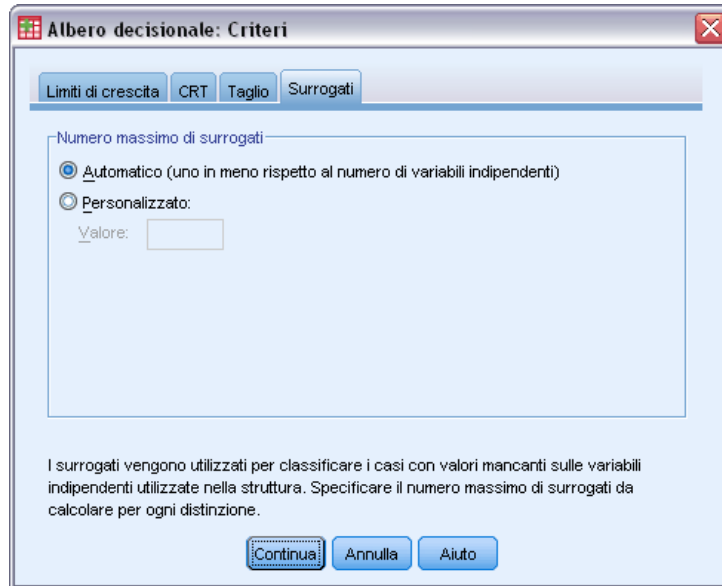 Albero decisionale: Criteri
Limiti di crescita CRT Taglio Surrogati
Numero massimo di surrogati
Automatico (uno in meno rispetto al numero di variabili indipendenti)
Personalizzato:
Valore:
I surrogati vengono utilizzati per classificare i casi con valori mancanti sulle variabili
indipendenti utilizzate nella struttura. Specificare il numero massimo di surrogati da
calcolare per ogni distinzione.
Continua Annulla Aiuto